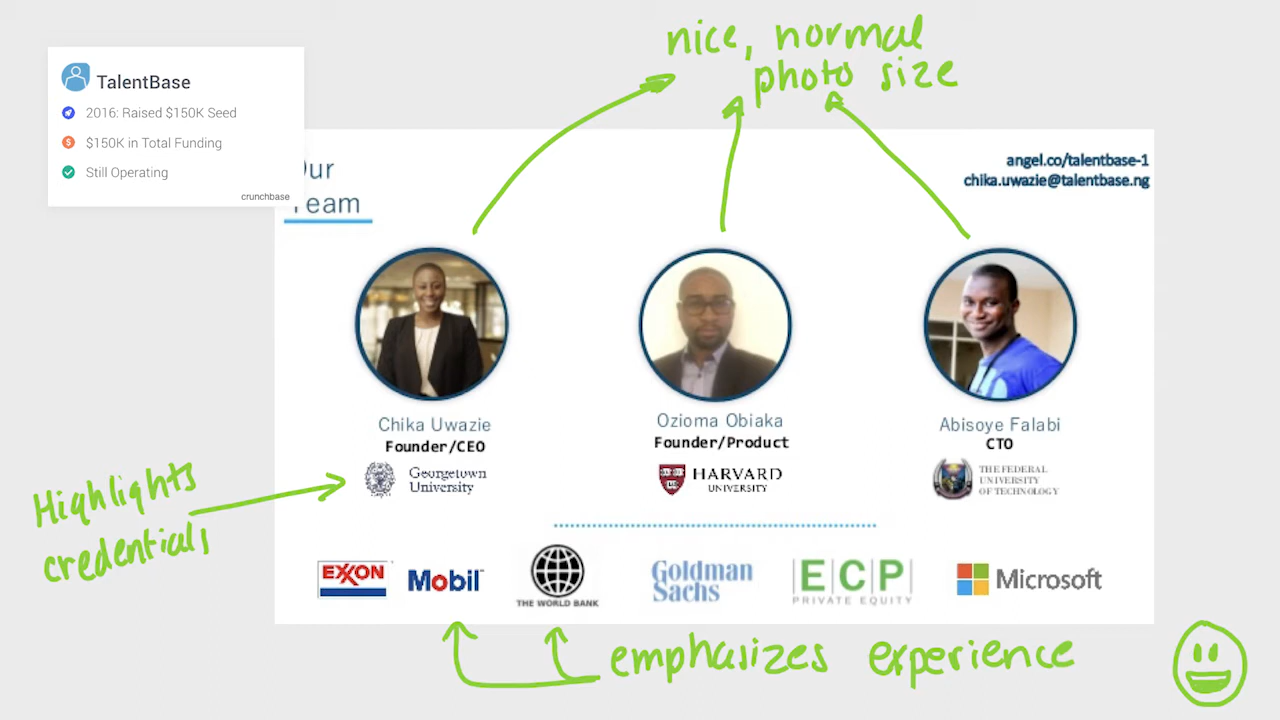 nice, normal
photo size
TalentBase
2016: Raised $150K Seed
$150K in Total Funding
Still Operating
crunchbase
Our
Team
angel.co/talentbase-1
chika.uwazie@talentbase.ng
Chika Uwazie
Founder/CEO
Georgetown
University
Ozioma Obiaka
Founder/Product
HARVARD
UNIVERSITY
Abisoye Falabi
CTO
THE FEDERAL
UNIVERSITY
OF TECHNOLOGY
Highlights
credentials
EXXON
Mobil
THE WORLD BANK
Goldman
Sachs
ECP
PRIVATE EQUITY
Microsoft
emphasizes experience